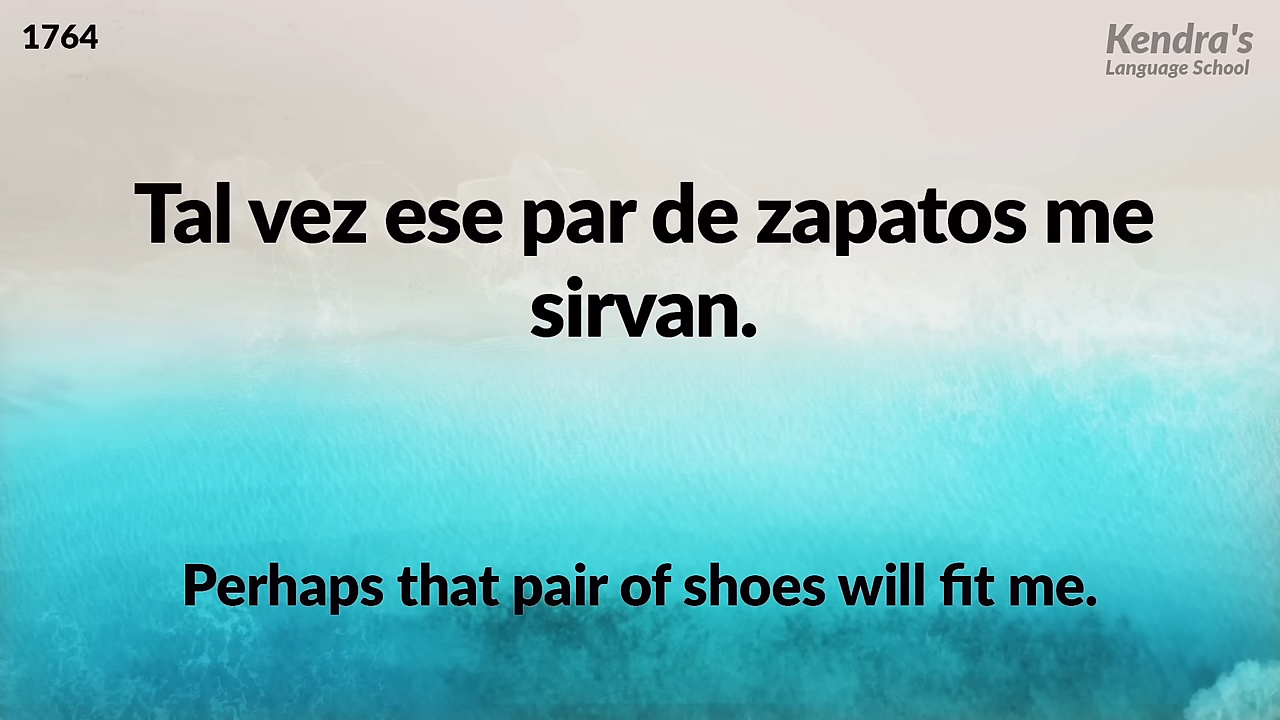 1764
Kendra's
Language School
Tal vez ese par de zapatos me
sirvan.
Perhaps that pair of shoes will fit me.